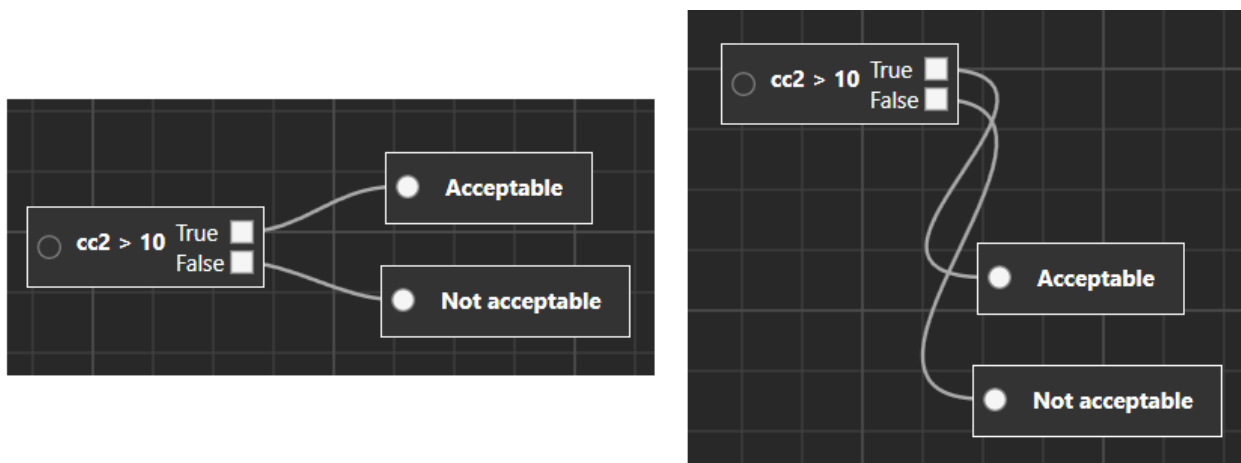 cc2 > 10
True
False
Acceptable
Not acceptable
cc2 > 10
True
False
Acceptable
Not acceptable